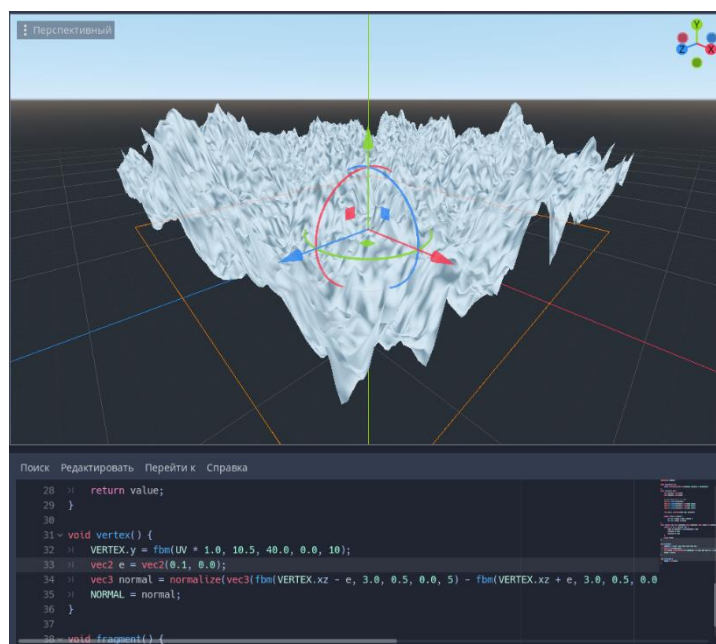 Перспективный
Y
Z
X
Поиск Редактировать Перейти к Справка
28 return value;
29 }
30
31 void vertex() {
32 VERTEX.y = fbm(UV * 1.0, 10.5, 40.0, 0.0, 10);
33 vec2 e = vec2(0.1, 0.0);
34 vec3 normal = normalize(vec3(fbm(VERTEX.xz - e, 3.0, 0.5, 0.0, 5) - fbm(VERTEX.xz + e, 3.0, 0.5, 0.0
35 NORMAL = normal;
36 }
37
38 void fragment() {